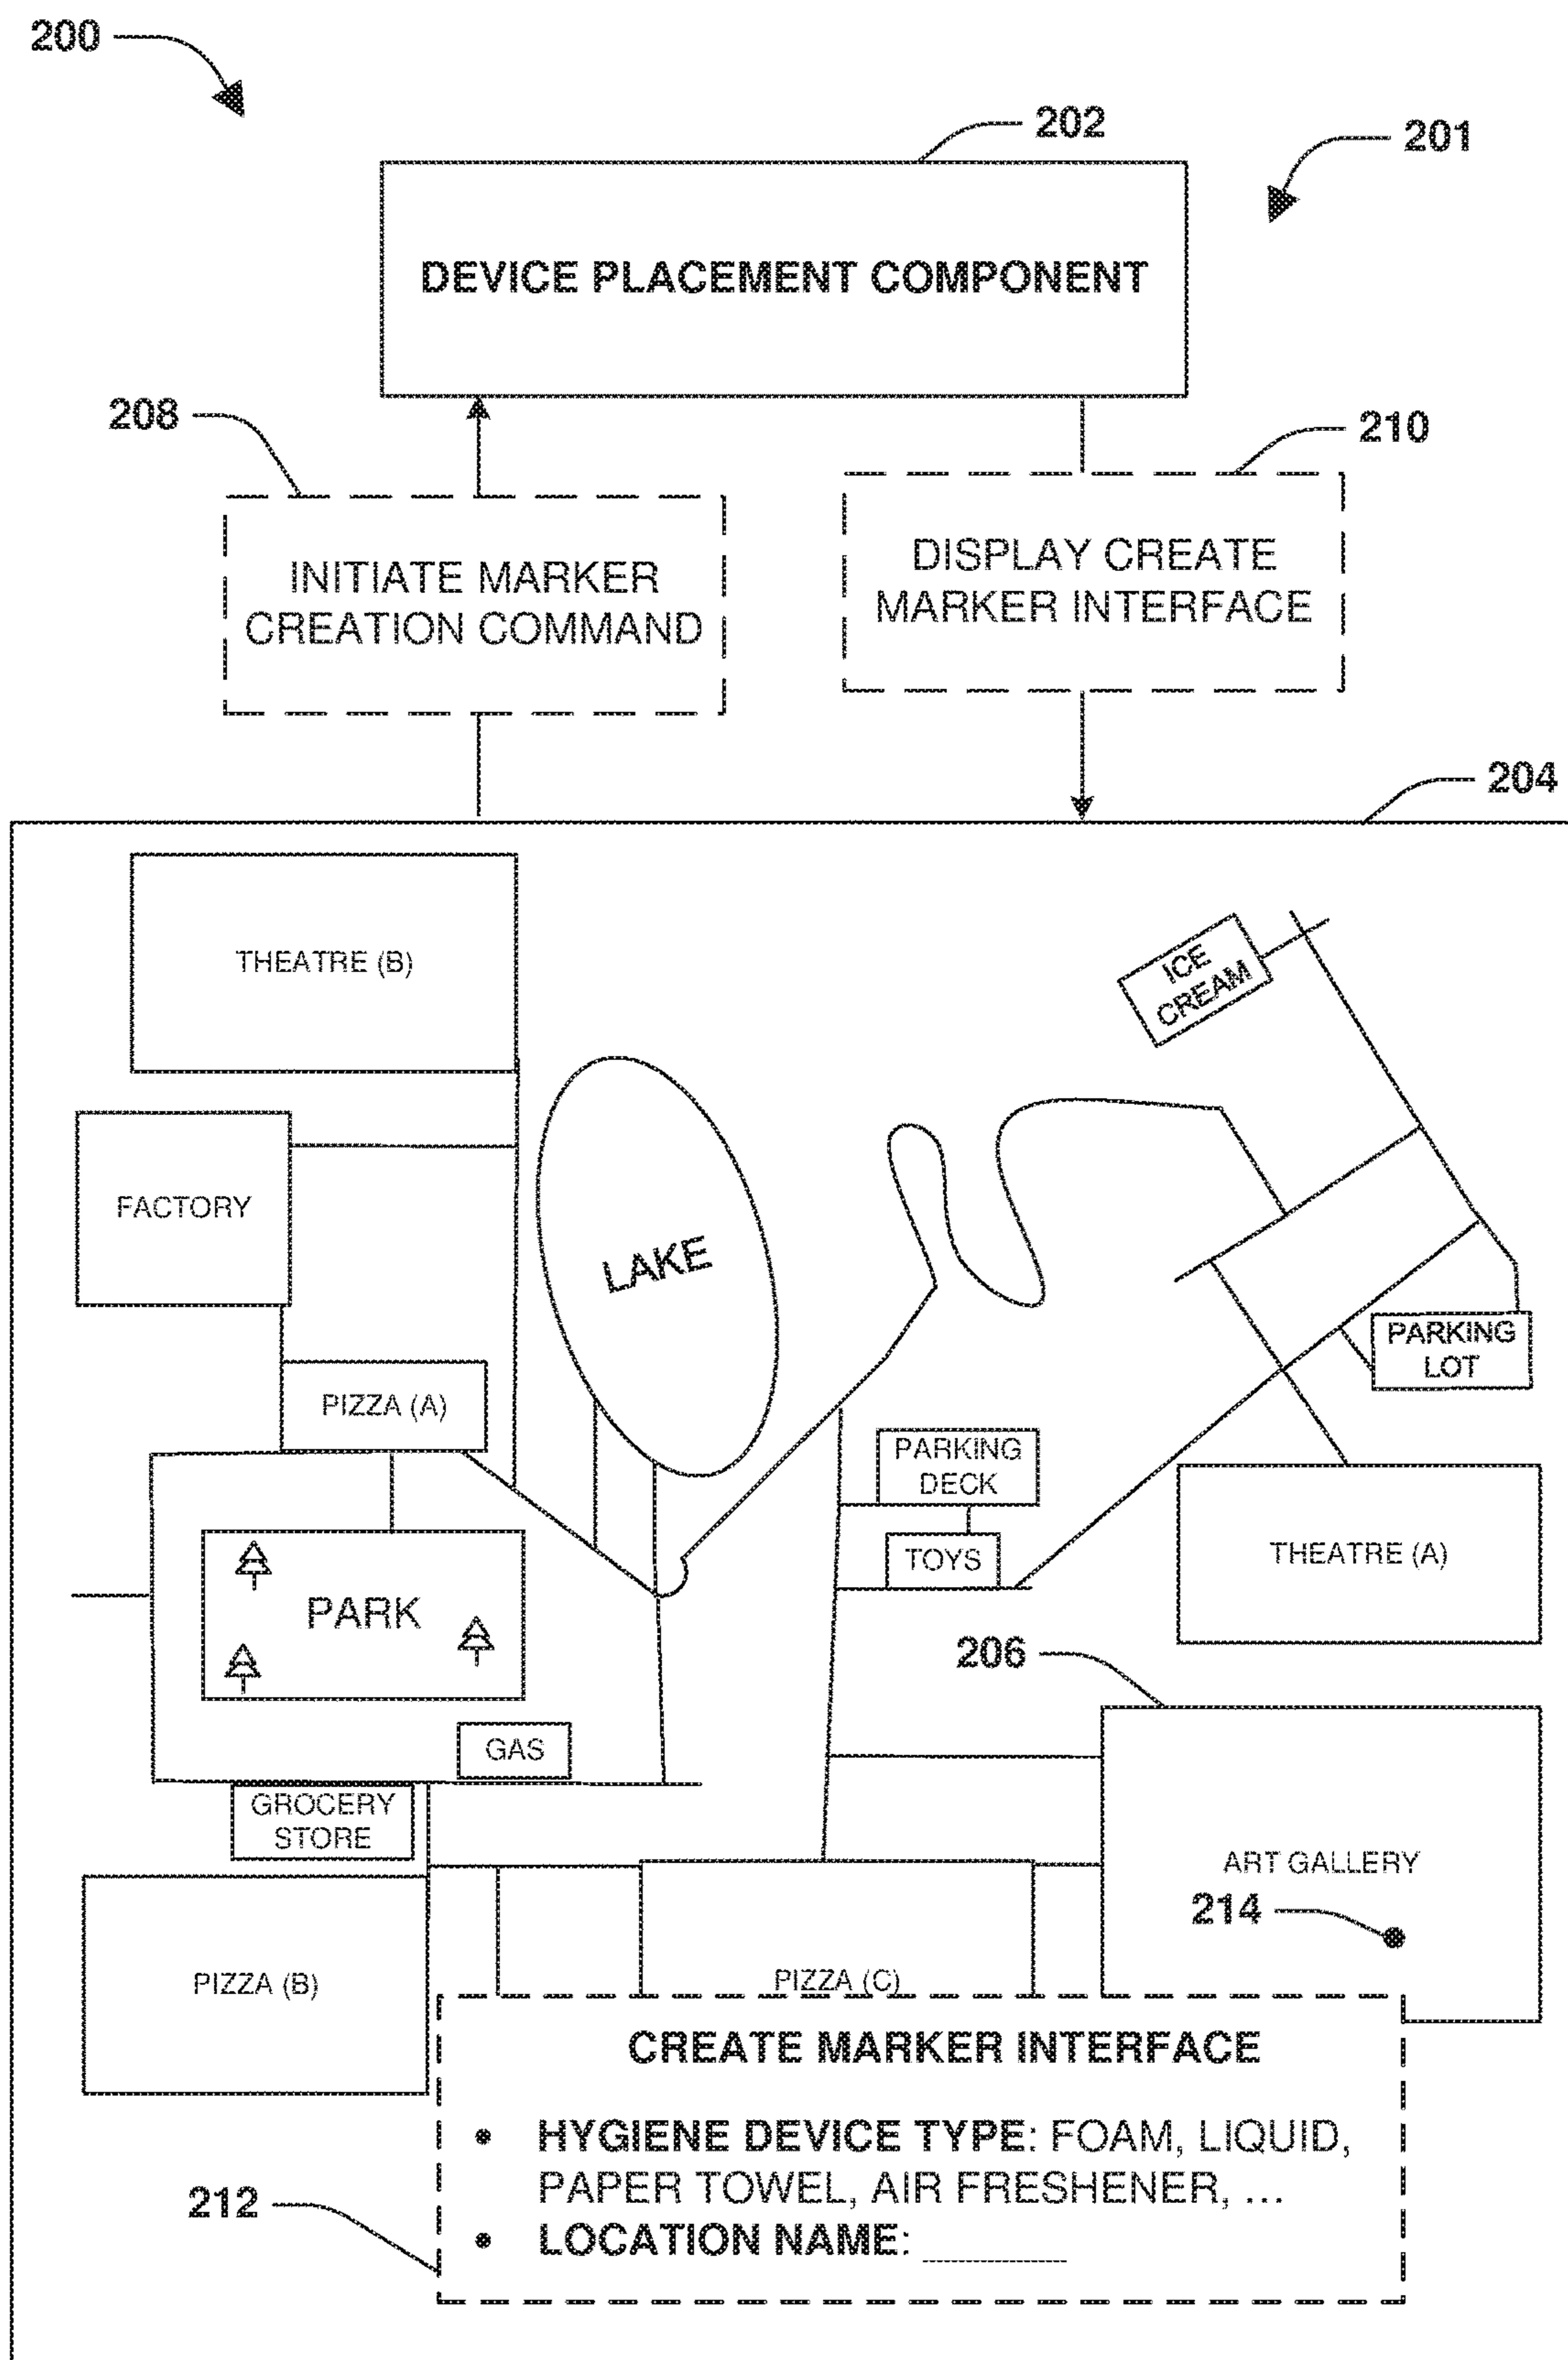 200
202
201
DEVICE PLACEMENT COMPONENT
208
210
INITIATE MARKER
CREATION COMMAND
DISPLAY CREATE
MARKER INTERFACE
204
THEATRE (B)
ICE
CREAM
FACTORY
LAKE
PARKING
LOT
PIZZA (A)
PARKING
DECK
TOYS
THEATRE (A)
PARK
206
GAS
GROCERY
STORE
ART GALLERY
214
PIZZA (B)
PIZZA (C)
CREATE MARKER INTERFACE
• HYGIENE DEVICE TYPE: FOAM, LIQUID,
PAPER TOWEL, AIR FRESHENER, ...
212
• LOCATION NAME: ________